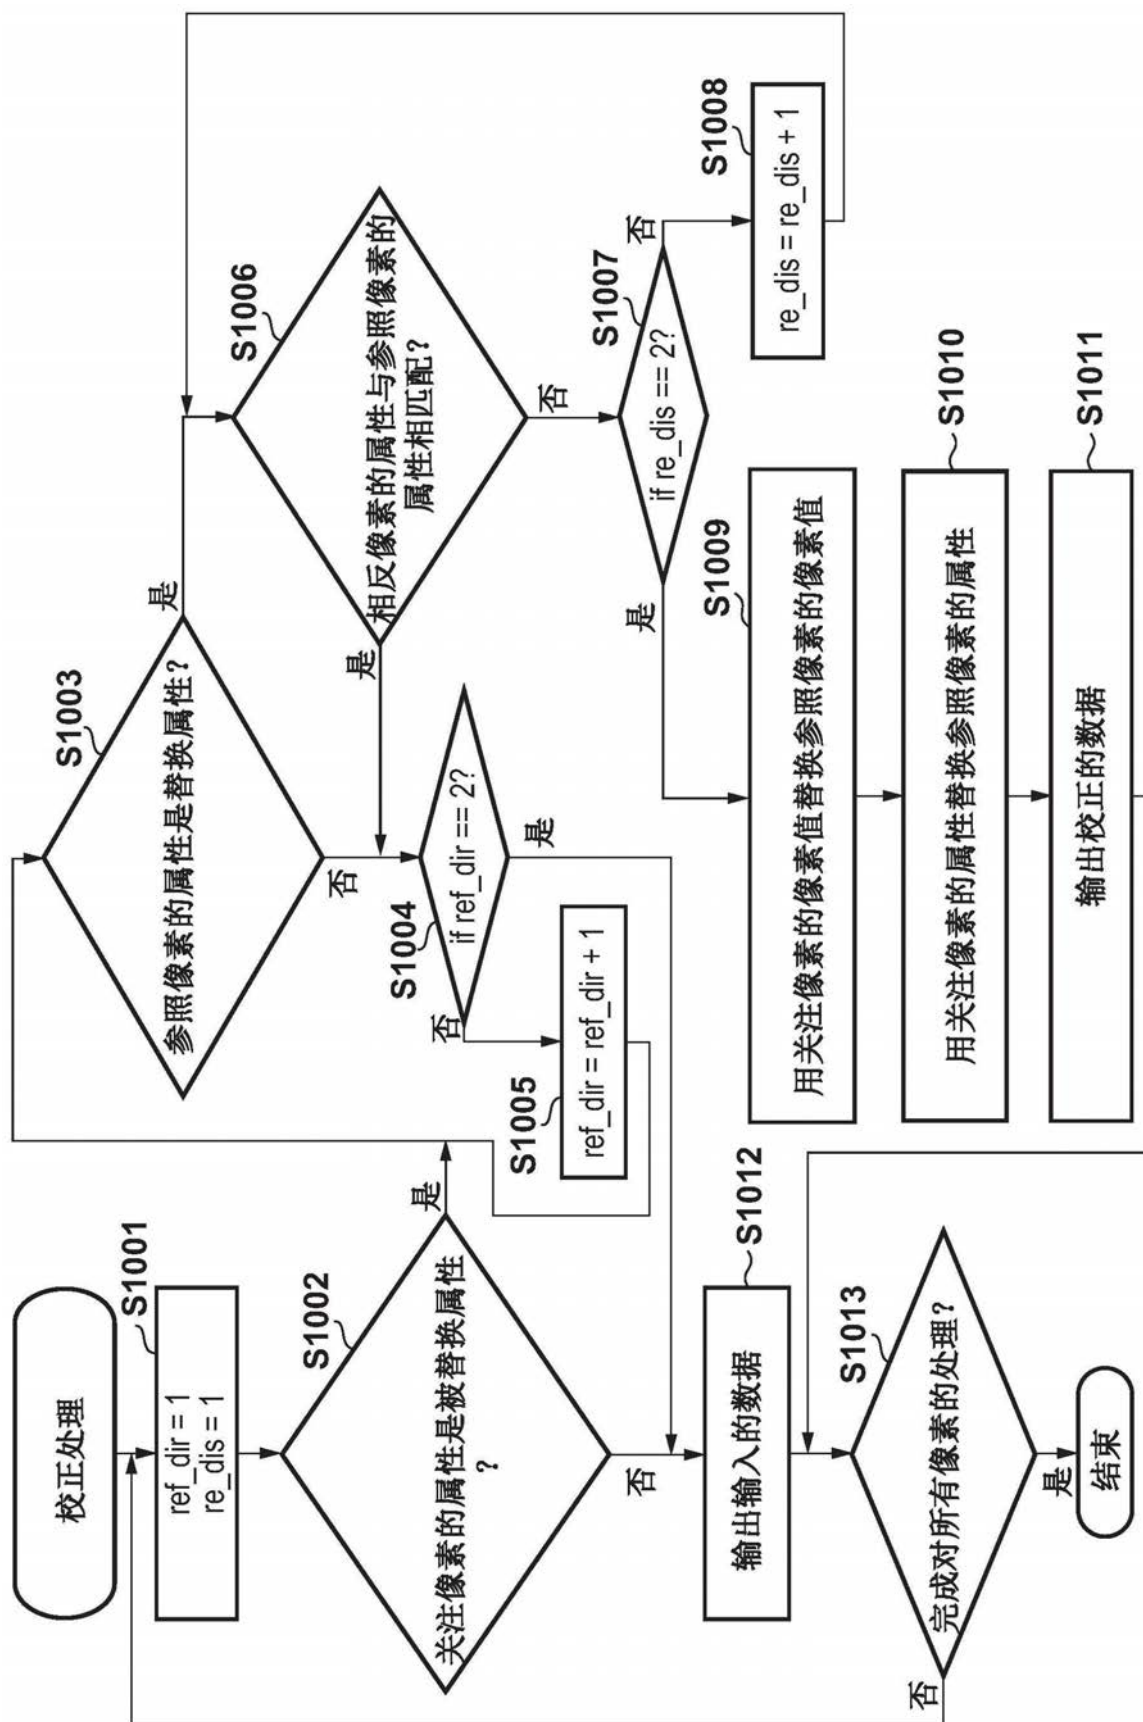 校正处理
S1001
ref_dir = 1
re_dis = 1
S1002
关注像素的属性是被替换属性
?
是
否
S1003
参照像素的属性是替换属性?
是
否
S1004
if ref_dir == 2?
否
是
S1005
ref_dir = ref_dir + 1
S1006
相反像素的属性与参照像素的
属性相匹配?
是
否
S1007
if re_dis == 2?
否
是
S1008
re_dis = re_dis + 1
S1009
用关注像素的像素值替换参照像素的像素值
S1010
用关注像素的属性替换参照像素的属性
S1011
输出校正的数据
S1012
输出输入的数据
S1013
完成对所有像素的处理?
否
是
结束